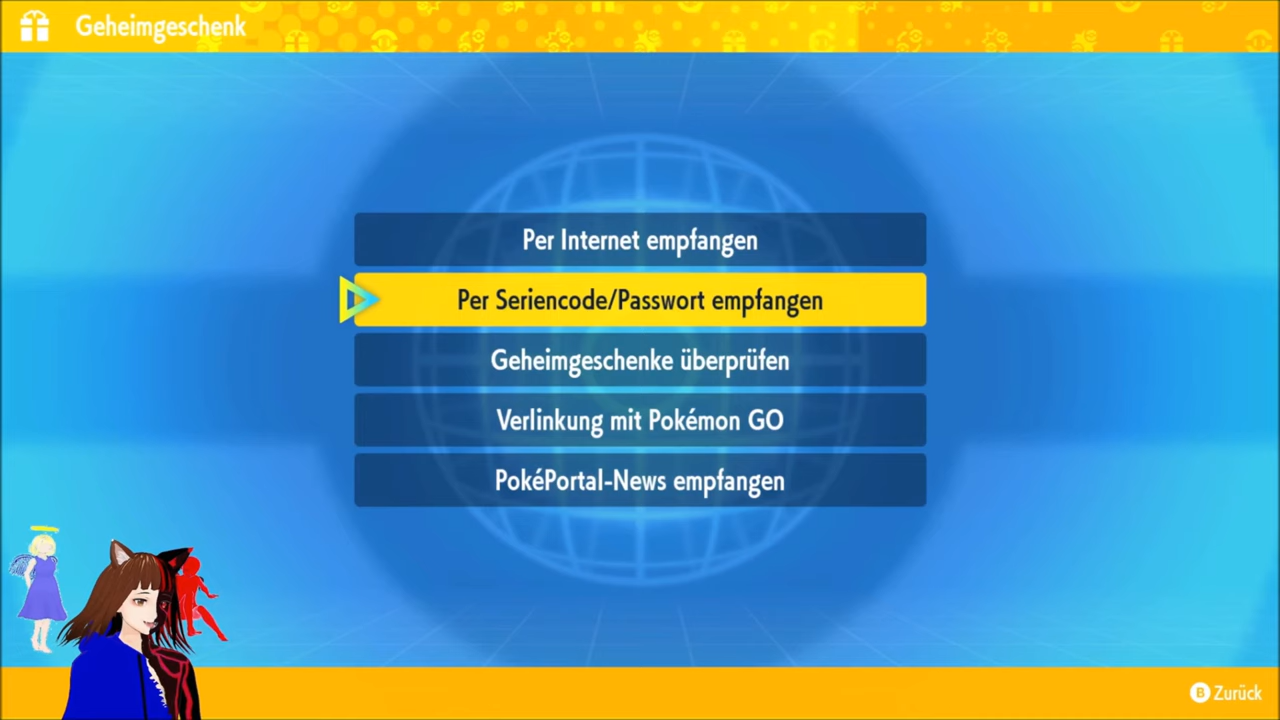 Geheimgeschenk
Per Internet empfangen
Per Seriencode/Passwort empfangen
Geheimgeschenke überprüfen
Verlinkung mit Pokémon GO
PokéPortal-News empfangen
B Zurück